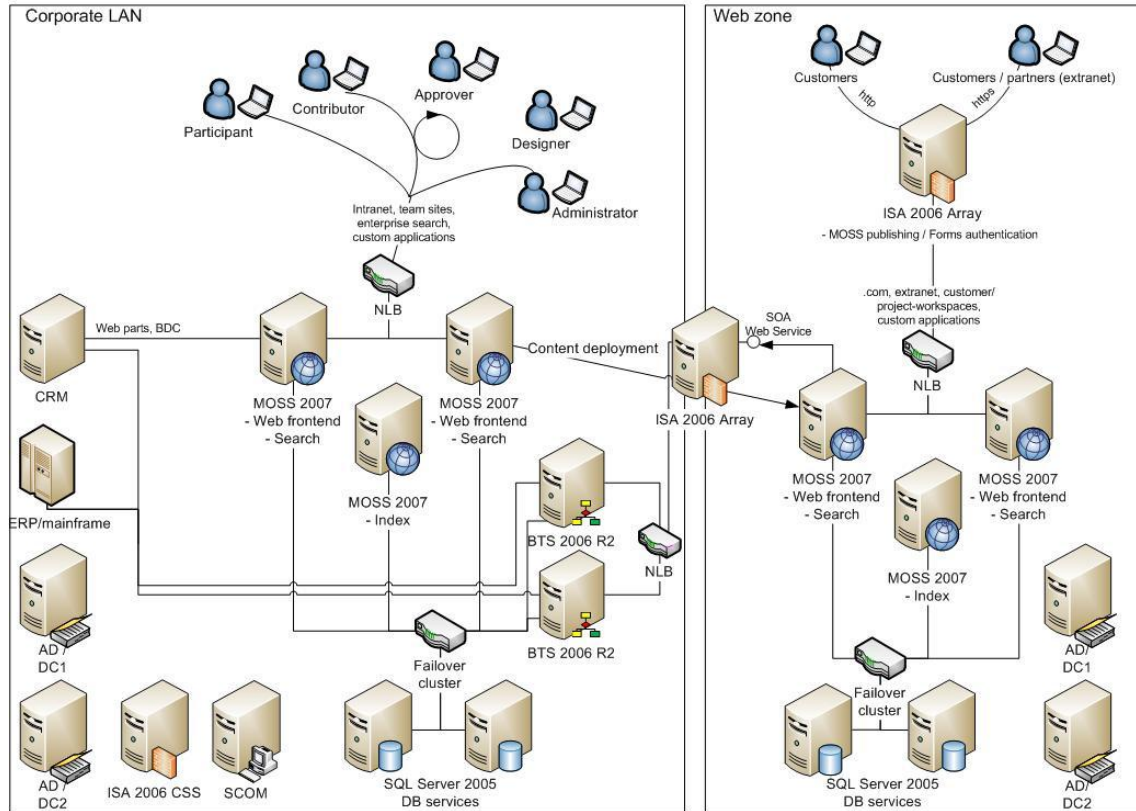 Corporate LAN
Participant
Contributor
Approver
Designer
Administrator
Intranet, team sites,
enterprise search,
custom applications
NLB
CRM
Web parts, BDC
MOSS 2007
- Web frontend
- Search
MOSS 2007
- Web frontend
- Search
Content deployment
MOSS 2007
- Index
ERP/mainframe
BTS 2006 R2
BTS 2006 R2
NLB
ISA 2006 Array
SOA
Web Service
Failover
cluster
SQL Server 2005
DB services
AD /
DC1
AD /
DC2
ISA 2006 CSS
SCOM
Web zone
Customers
Customers / partners (extranet)
http
https
ISA 2006 Array
- MOSS publishing / Forms authentication
.com, extranet, customer/
project-workspaces,
custom applications
NLB
MOSS 2007
- Web frontend
- Search
MOSS 2007
- Web frontend
- Search
MOSS 2007
- Index
Failover
cluster
SQL Server 2005
DB services
AD/
DC1
AD/
DC2